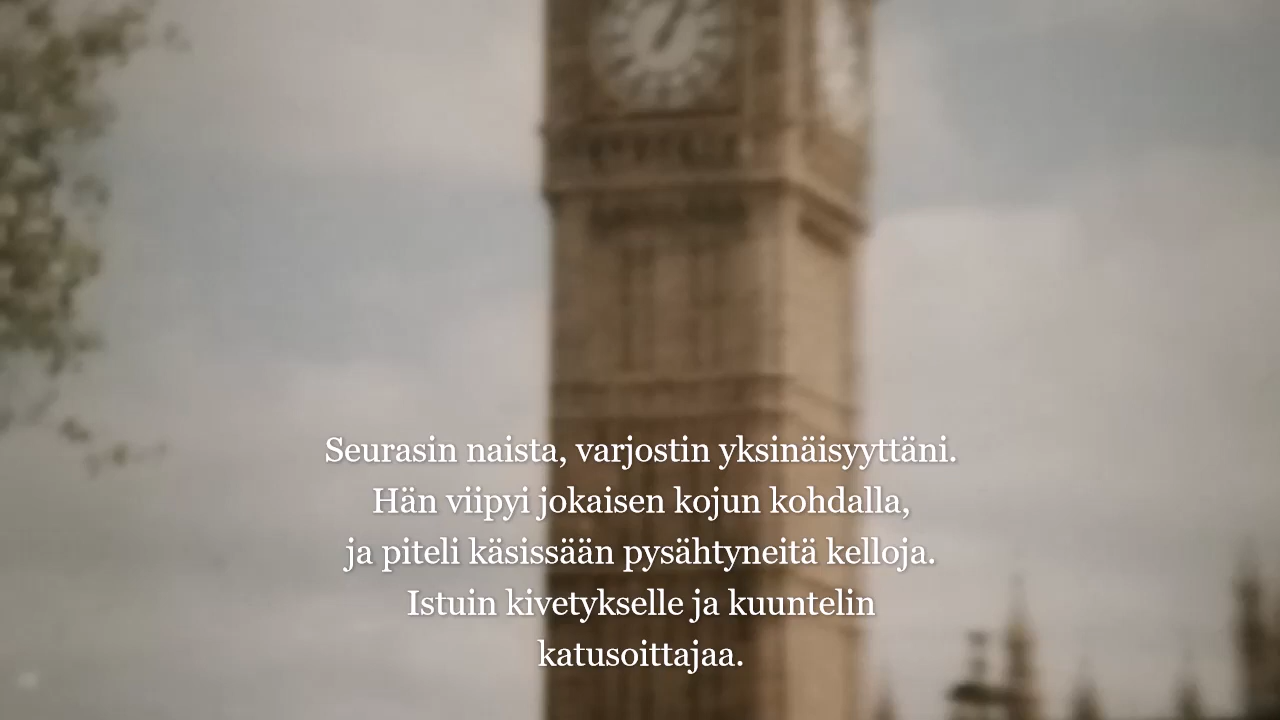 Seurasin naista, varjostin yksinäisyyttäni.
Hän viipyi jokaisen kojun kohdalla,
ja piteli käsissään pysähtyneitä kelloja.
Istuin kivetykselle ja kuuntelin
katusoittajaa.